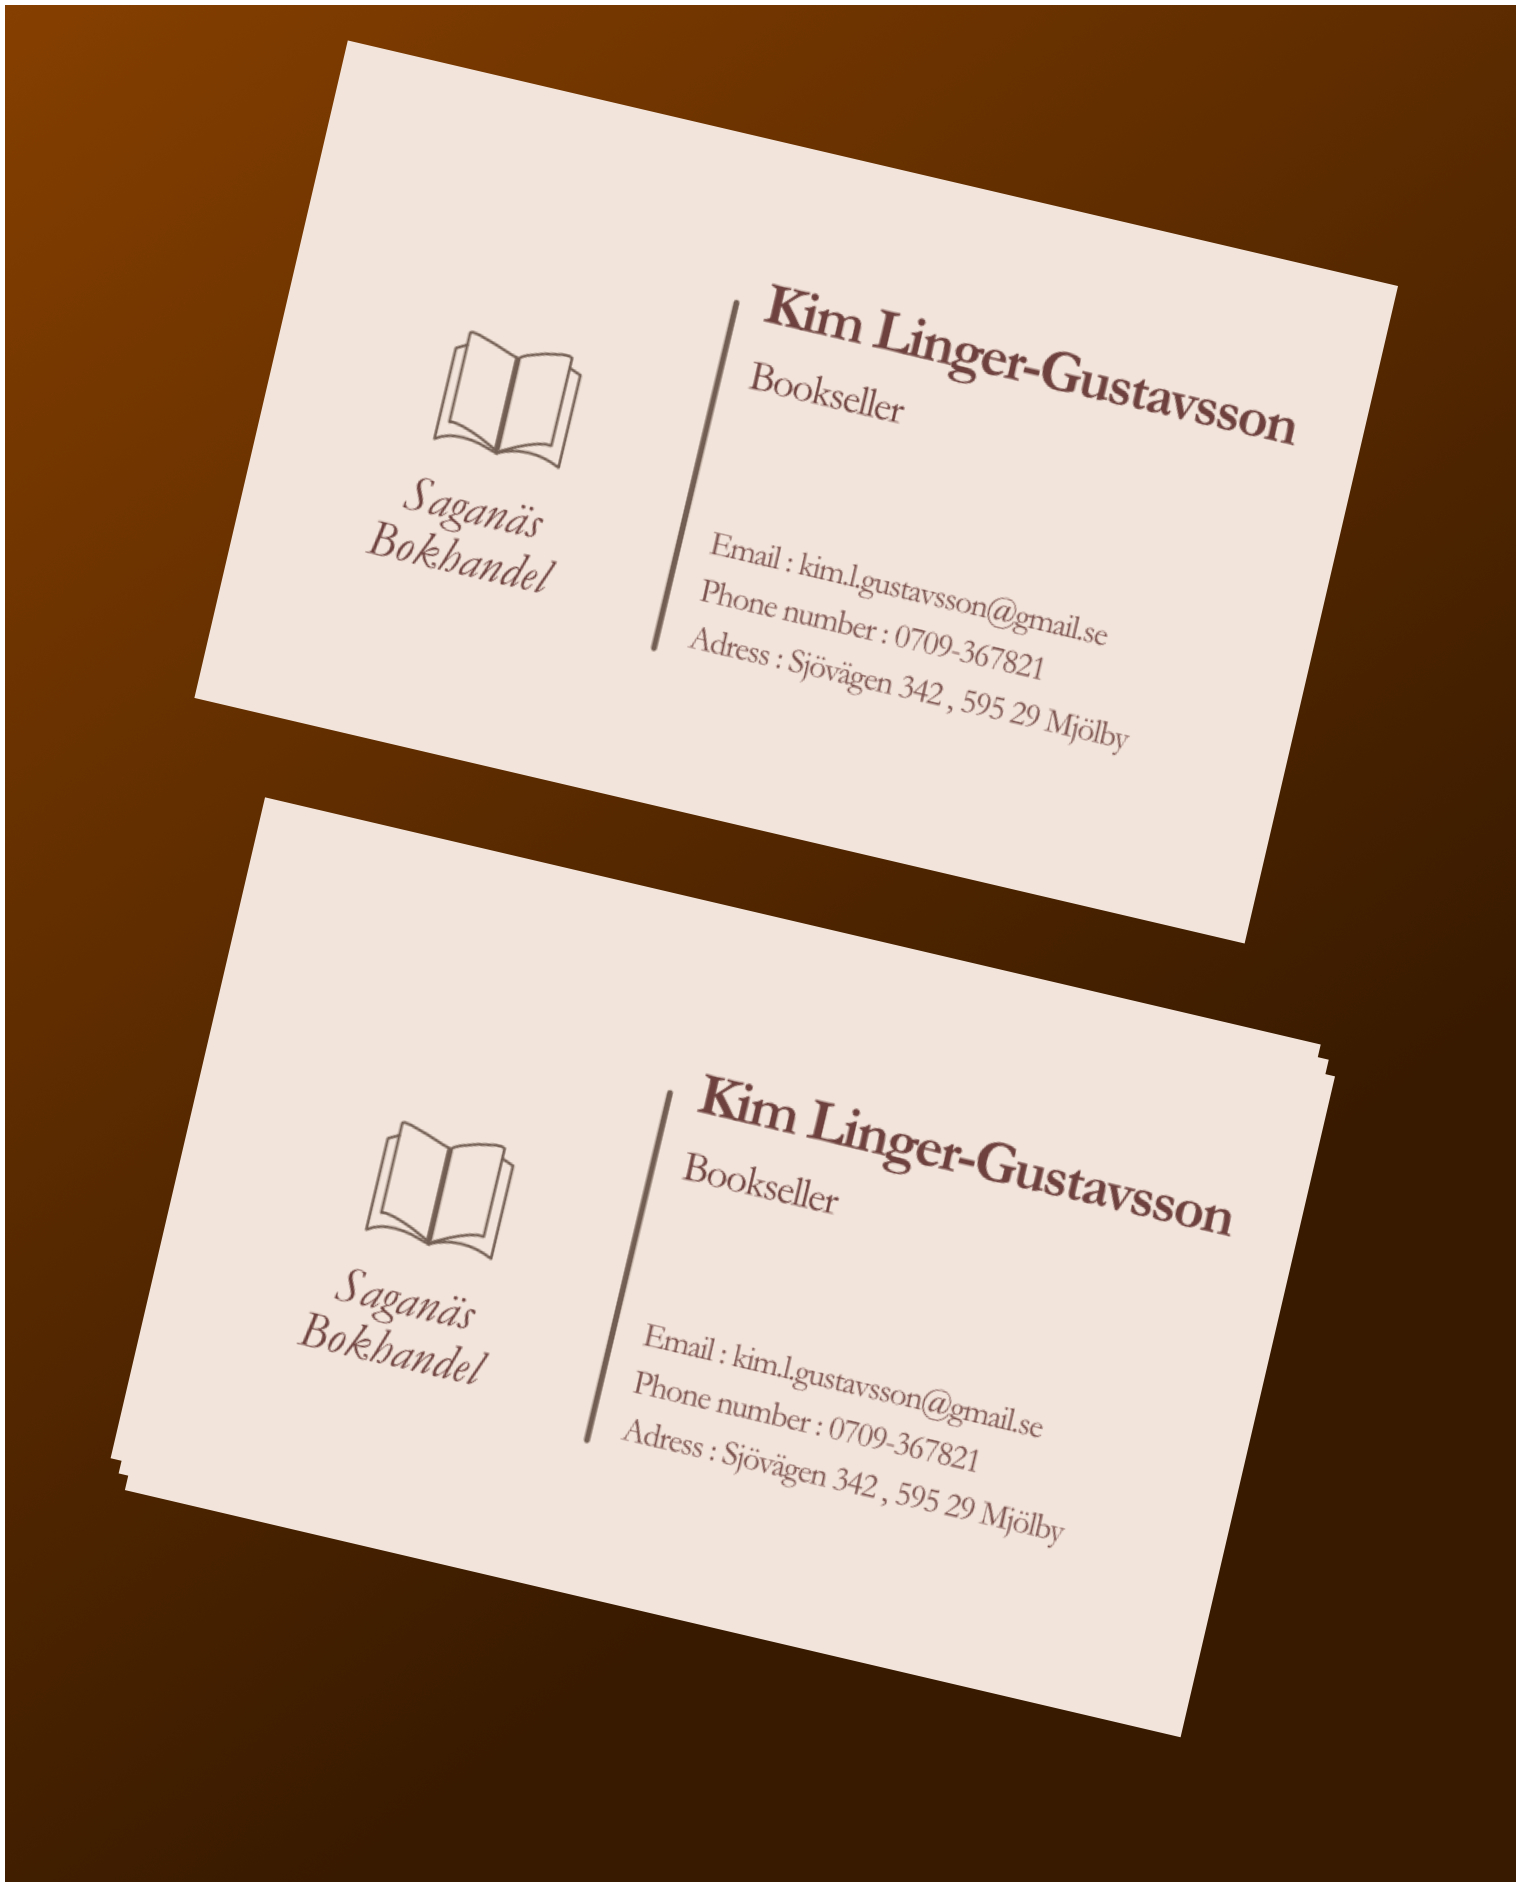 Saganäs
Bokhandel
Kim Linger-Gustavsson
Bookseller
Email : kim.l.gustavsson@gmail.se
Phone number : 0709-367821
Adress : Sjövägen 342 , 595 29 Mjölby
Saganäs
Bokhandel
Kim Linger-Gustavsson
Bookseller
Email : kim.l.gustavsson@gmail.se
Phone number : 0709-367821
Adress : Sjövägen 342 , 595 29 Mjölby